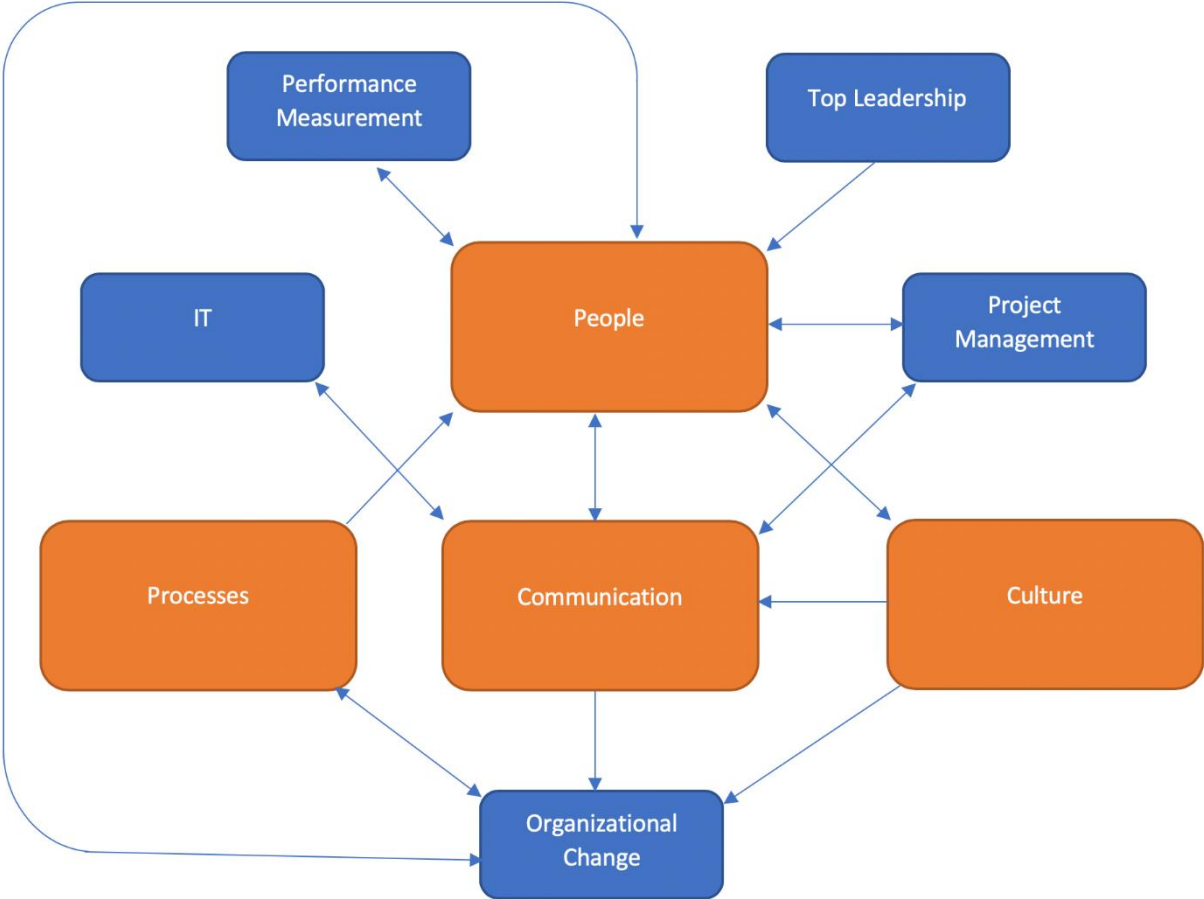 Performance
Measurement
Top Leadership
IT
People
Project
Management
Processes
Communication
Culture
Organizational
Change